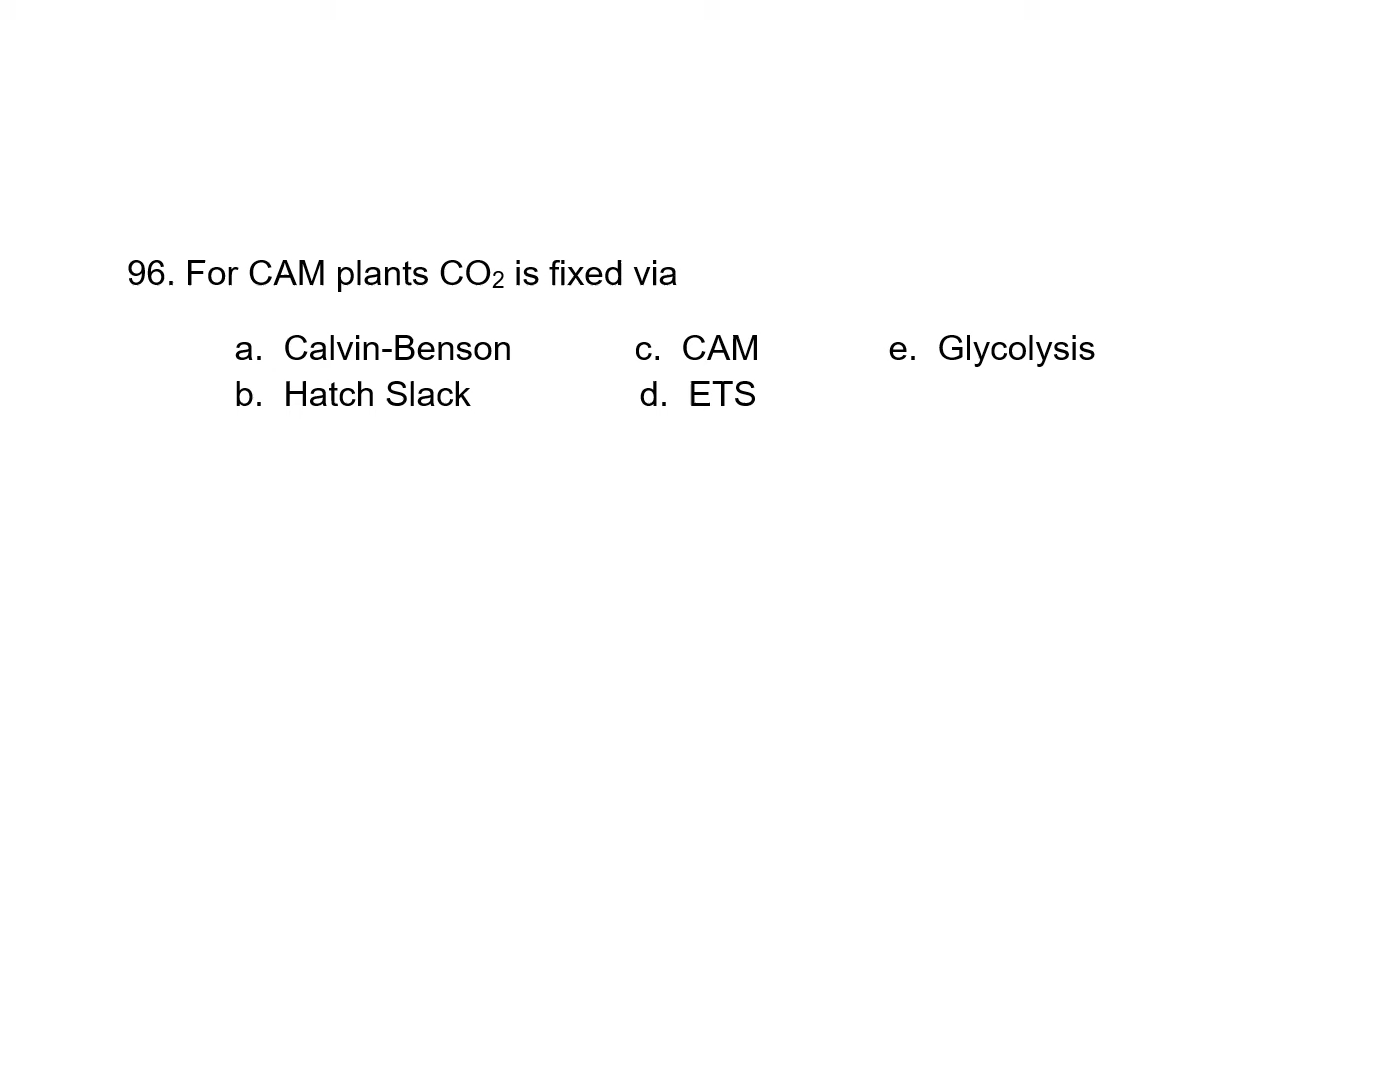 96. For CAM plants CO₂ is fixed via
a. Calvin-Benson c. CAM e. Glycolysis
b. Hatch Slack d. ETS